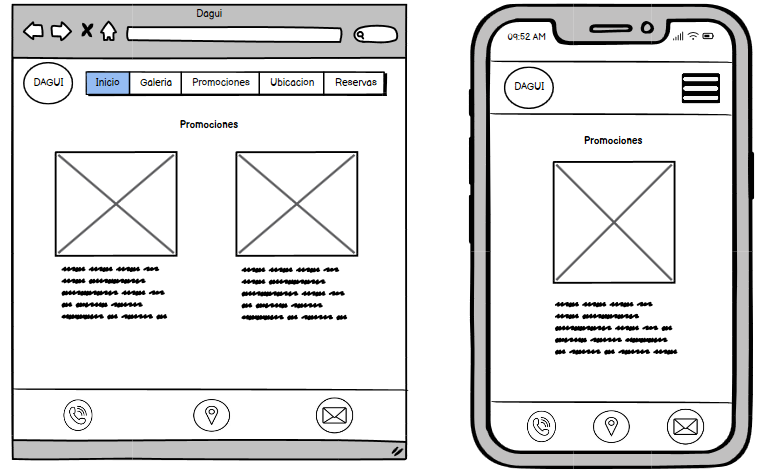 Dagui
DAGUI
Inicio Galeria Promociones Ubicacion Reservas
Promociones
09:52 AM
DAGUI
Promociones